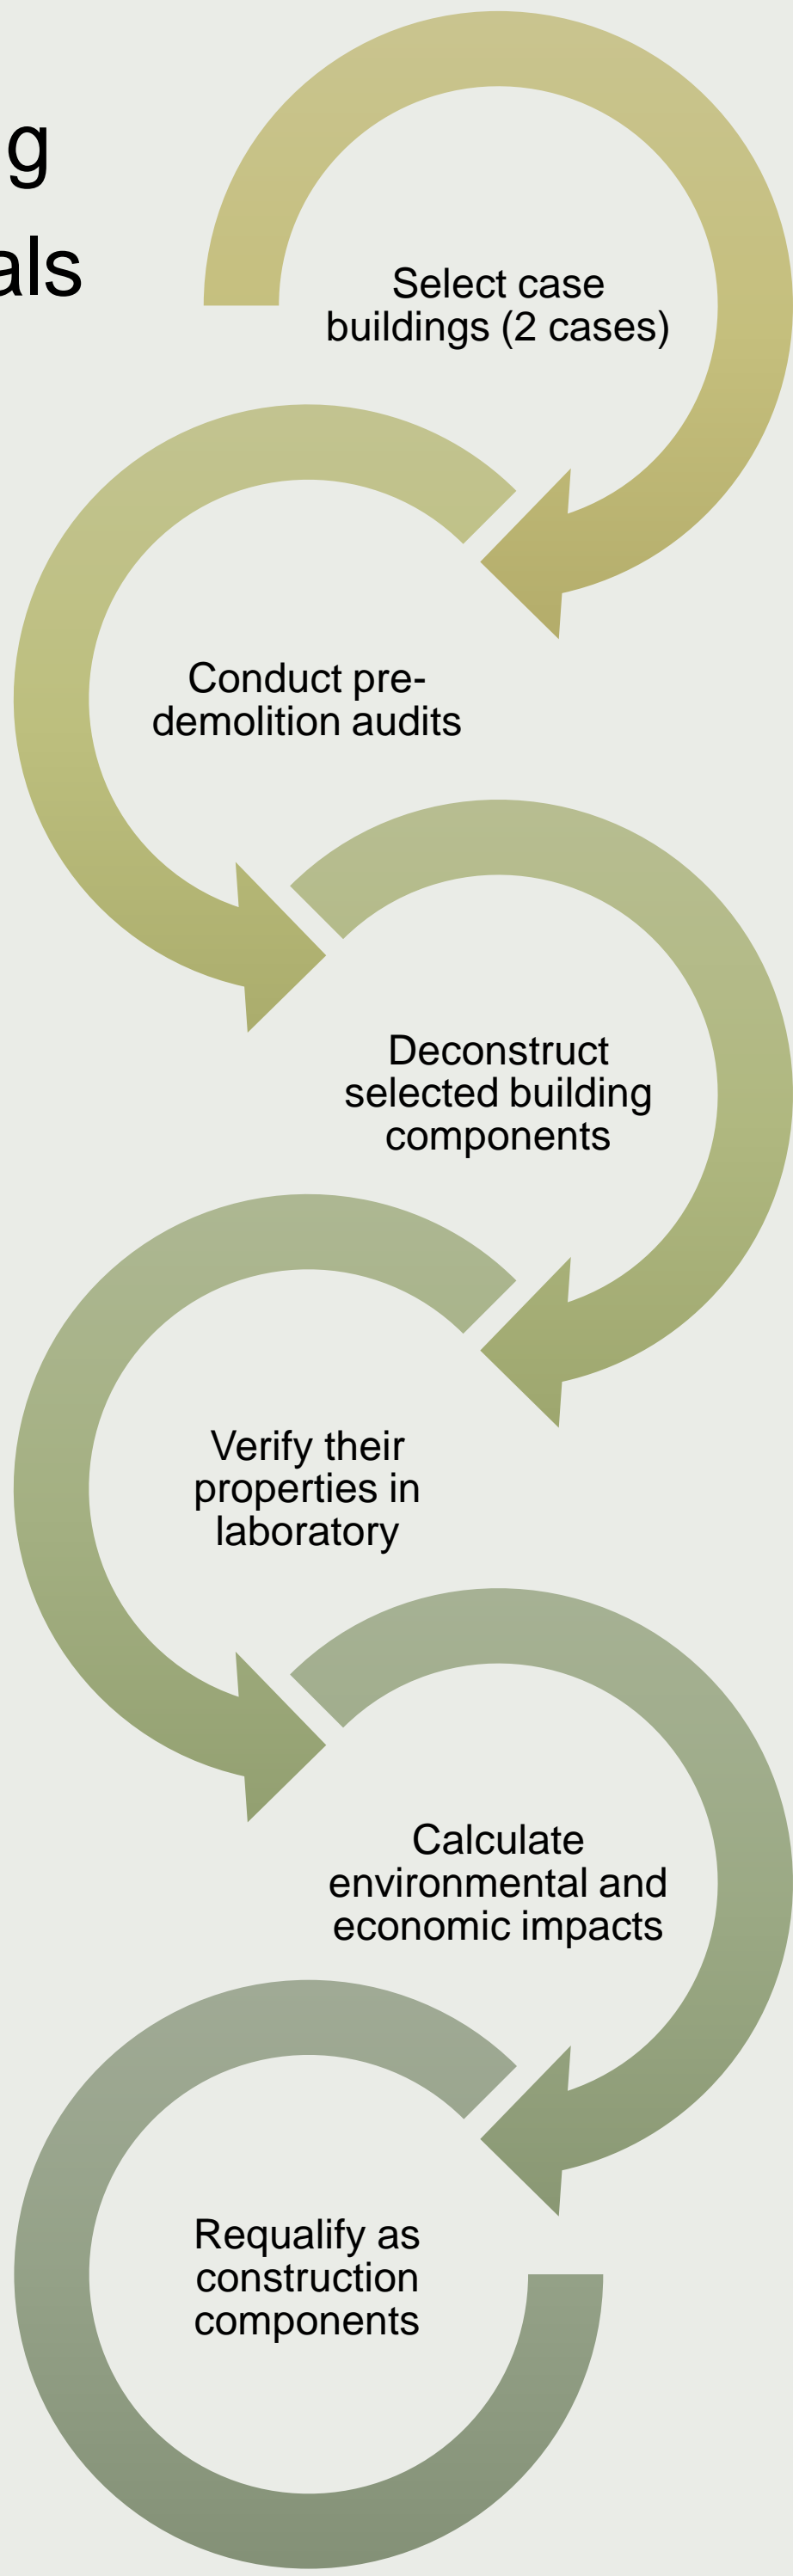 g
als
Select case
buildings (2 cases)
Conduct pre-
demolition audits
Deconstruct
selected building
components
Verify their
properties in
laboratory
Calculate
environmental and
economic impacts
Requalify as
construction
components